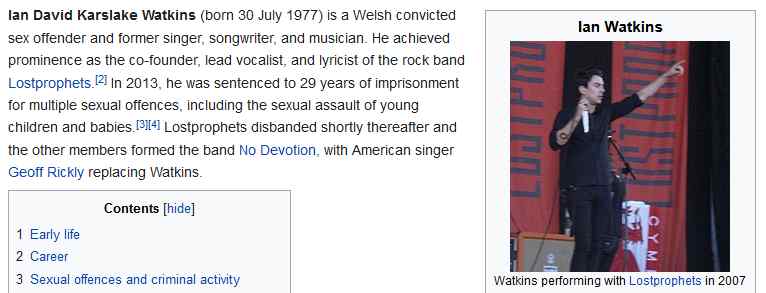 Ian David Karslake Watkins (born 30 July 1977) is a Welsh convicted
sex offender and former singer, songwriter, and musician. He achieved
prominence as the co-founder, lead vocalist, and lyricist of the rock band
Lostprophets.[2] In 2013, he was sentenced to 29 years of imprisonment
for multiple sexual offences, including the sexual assault of young
children and babies.[3][4] Lostprophets disbanded shortly thereafter and
the other members formed the band No Devotion, with American singer
Geoff Rickly replacing Watkins.
Contents [hide]
1 Early life
2 Career
3 Sexual offences and criminal activity
Ian Watkins
Watkins performing with Lostprophets in 2007